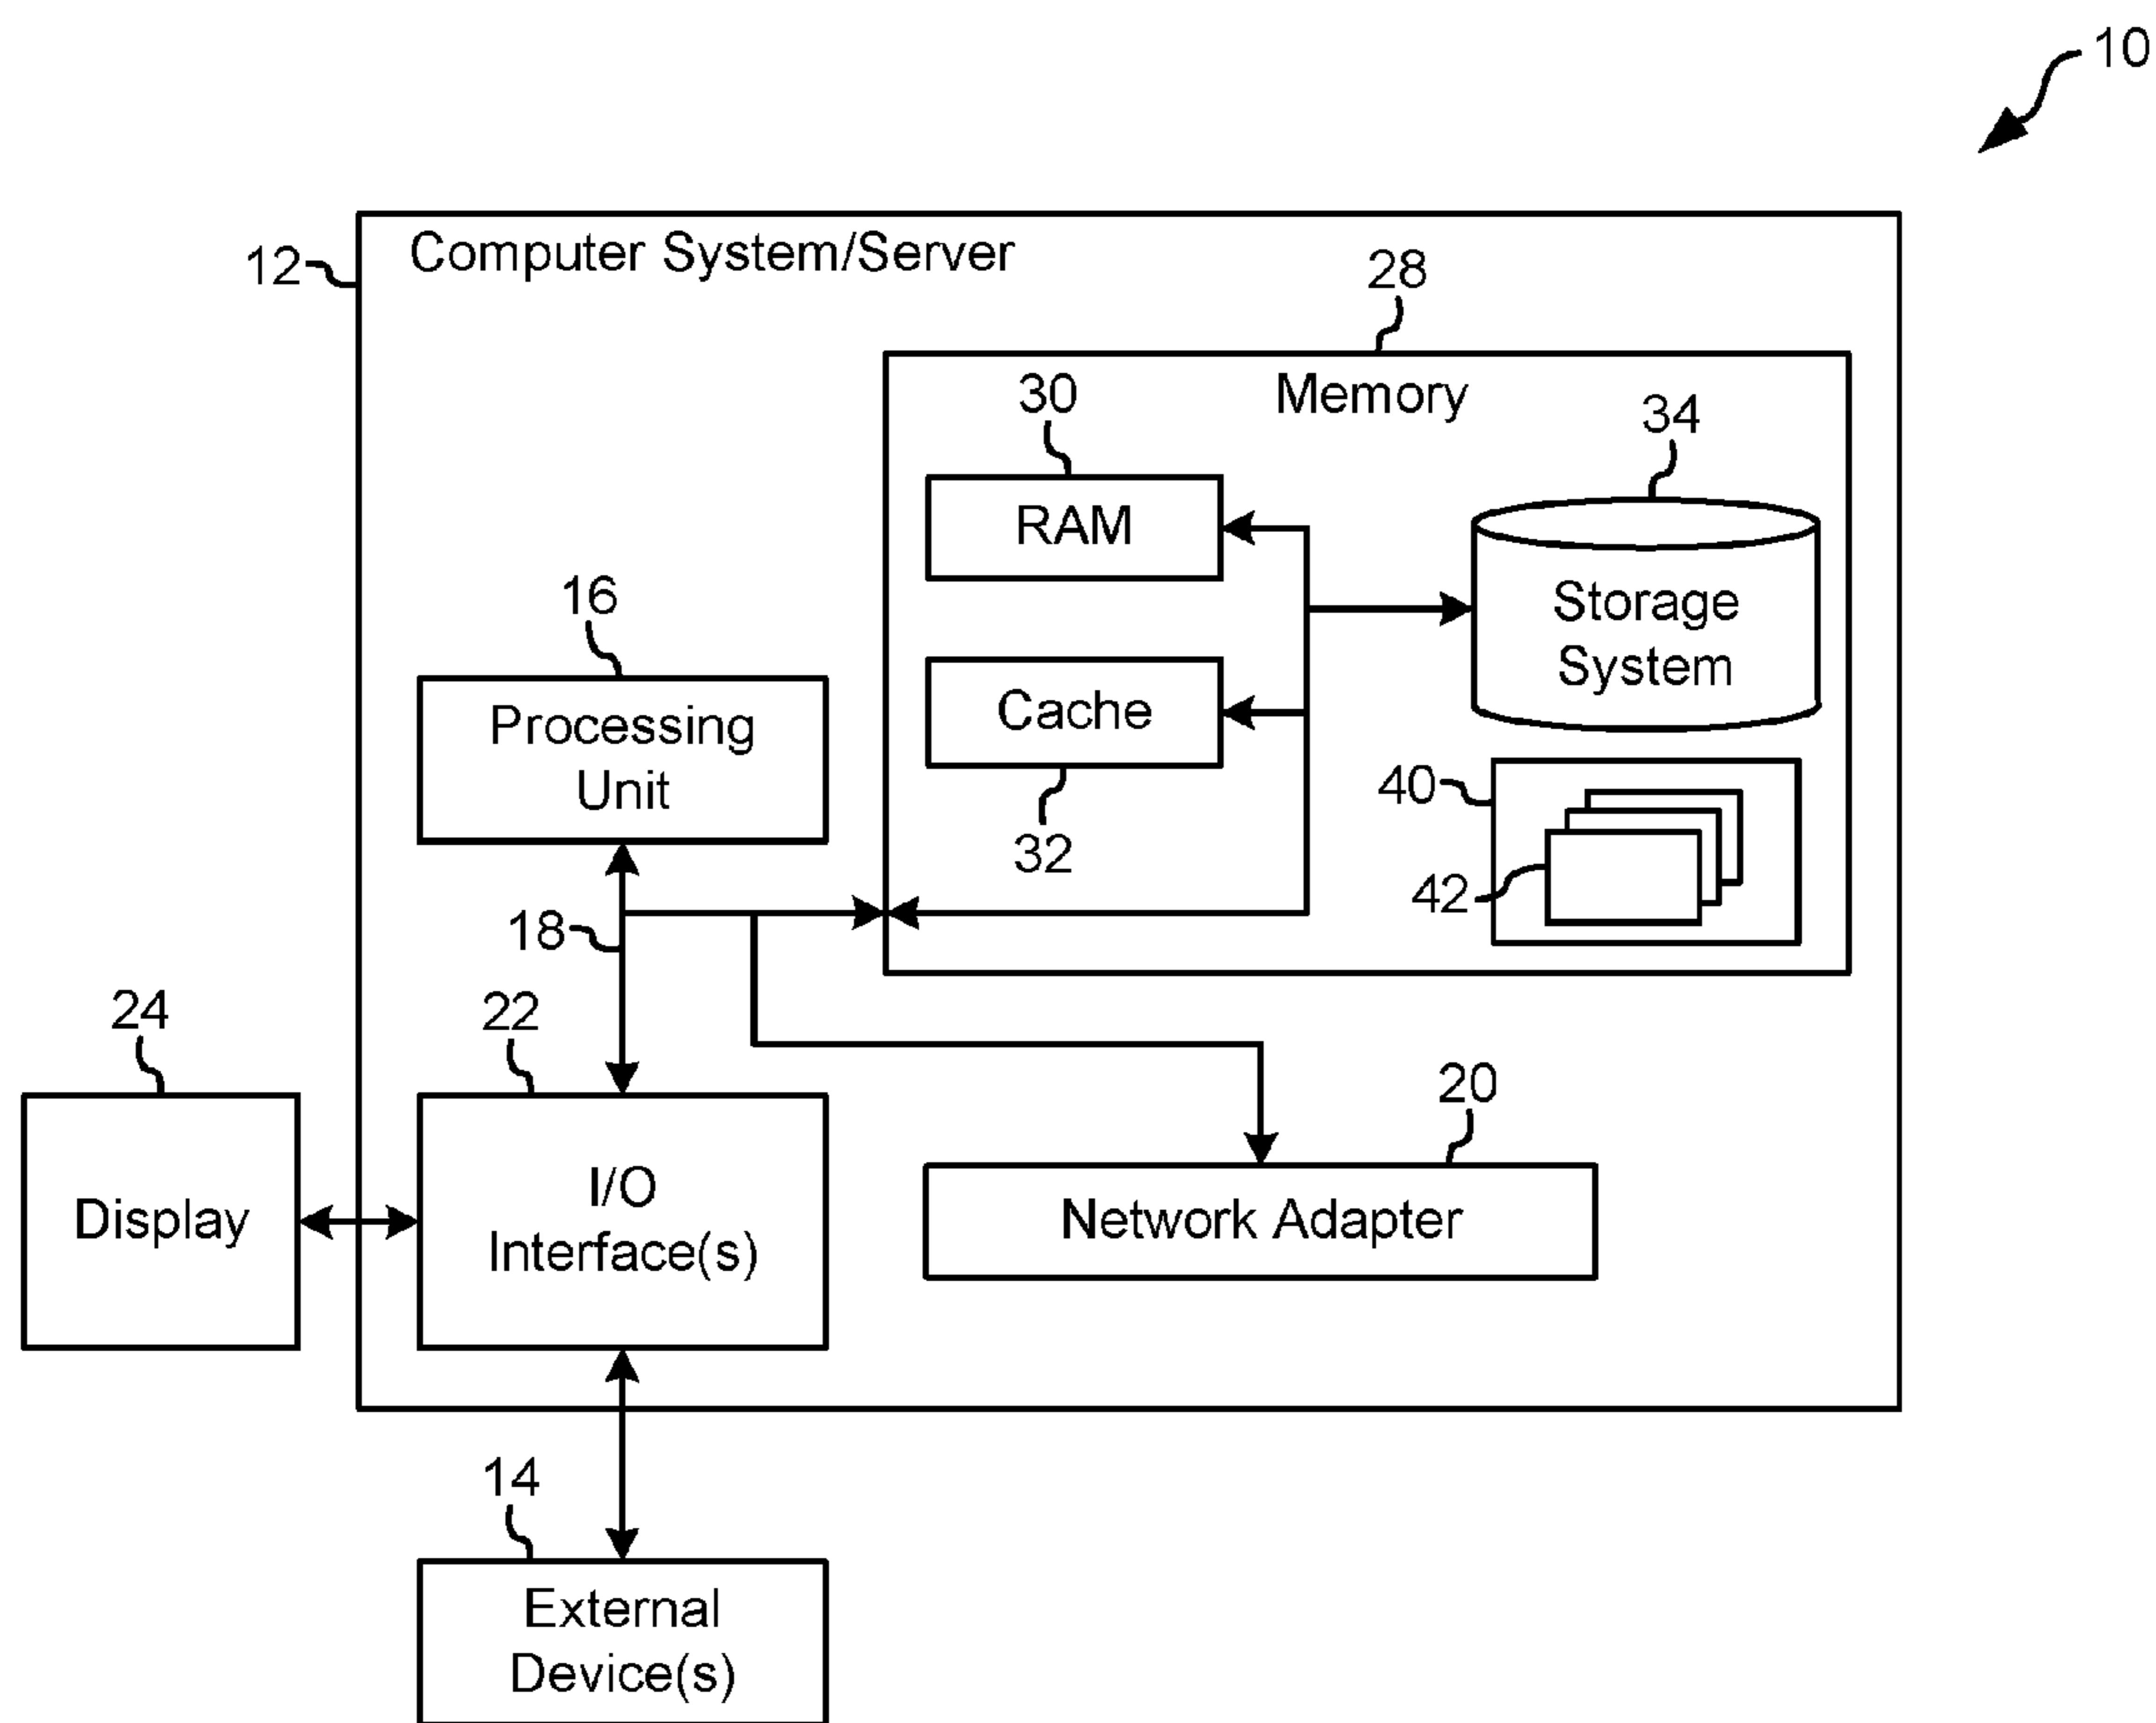 10
12
Computer System/Server
28
30
Memory
34
RAM
Storage
System
16
Processing
Unit
Cache
32
40
42
18
24
22
20
Display
I/O
Interface(s)
Network Adapter
14
External
Device(s)